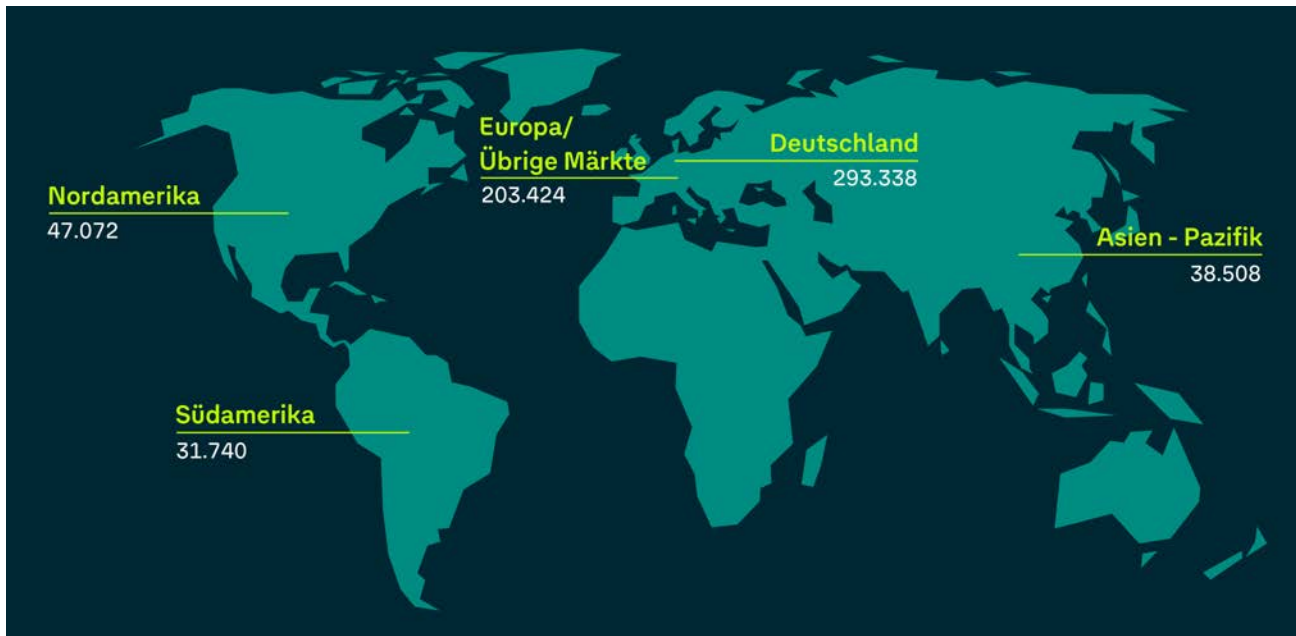 Europa/
Übrige Märkte
203.424
Deutschland
293.338
Nordamerika
47.072
Asien - Pazifik
38.508
Südamerika
31.740